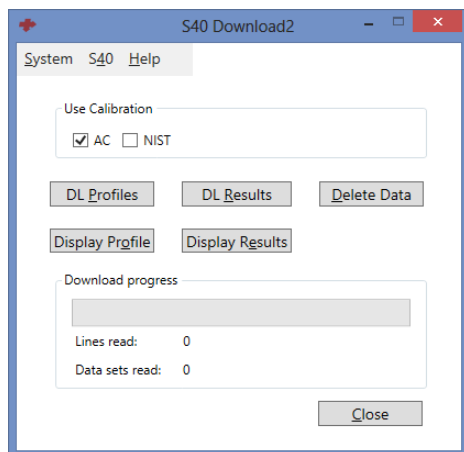 S40 Download2
System S40 Help
Use Calibration
AC NIST
DL Profiles DL Results Delete Data
Display Profile Display Results
Download progress
Lines read: 0
Data sets read: 0
Close